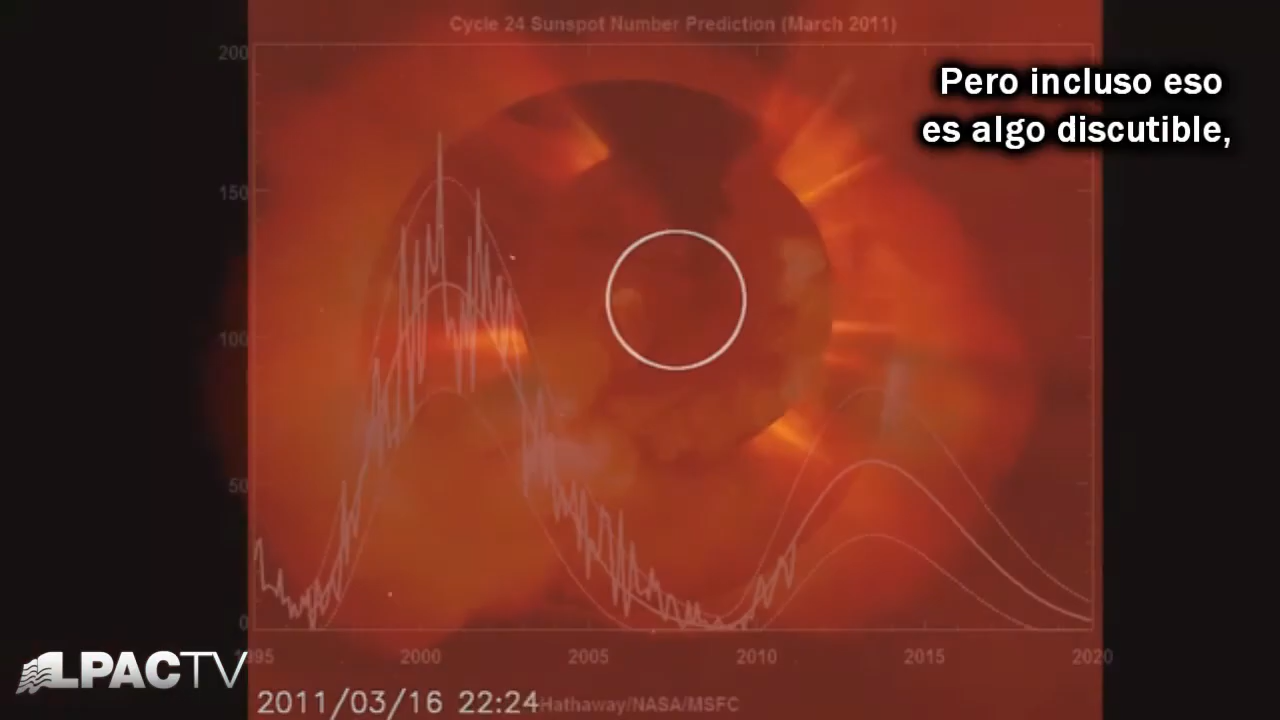 Cycle 24 Sunspot Number Prediction (March 2011)
Pero incluso eso
es algo discutible,
200
150
100
50
0
1995 2000 2005 2010 2015 2020
LPACTV
2011/03/16 22:24
Hathaway/NASA/MSFC